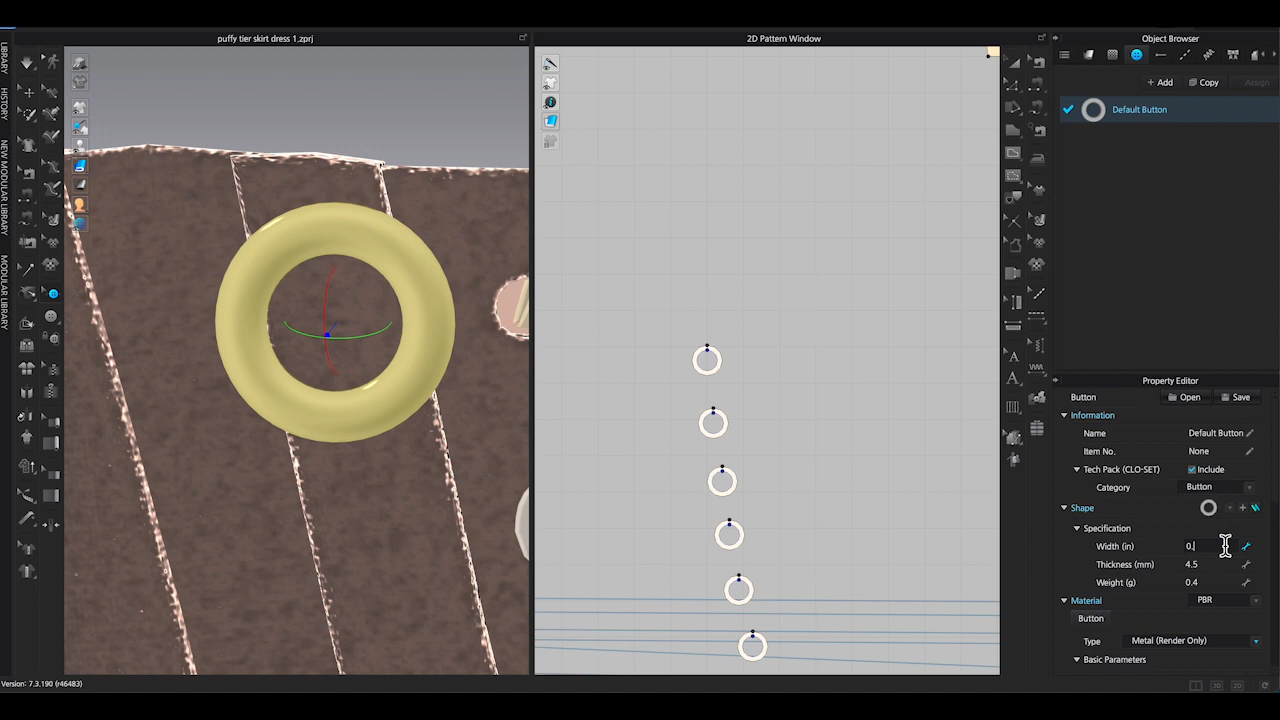 puffy tier skirt dress 1.zprj
2D Pattern Window
Object Browser
LIBRARY
HISTORY
NEW MODULAR LIBRARY
MODULAR LIBRARY
+ Add
Copy
Assign
Default Button
Property Editor
Button
Open
Save
Information
Name
Default Button
Item No.
None
Tech Pack (CLO-SET)
Include
Category
Button
Shape
Specification
Width (in)
0.
Thickness (mm)
4.5
Weight (g)
0.4
Material
PBR
Button
Type
Metal (Render Only)
Basic Parameters
Version: 7.3.190 (r46483)
3D
2D